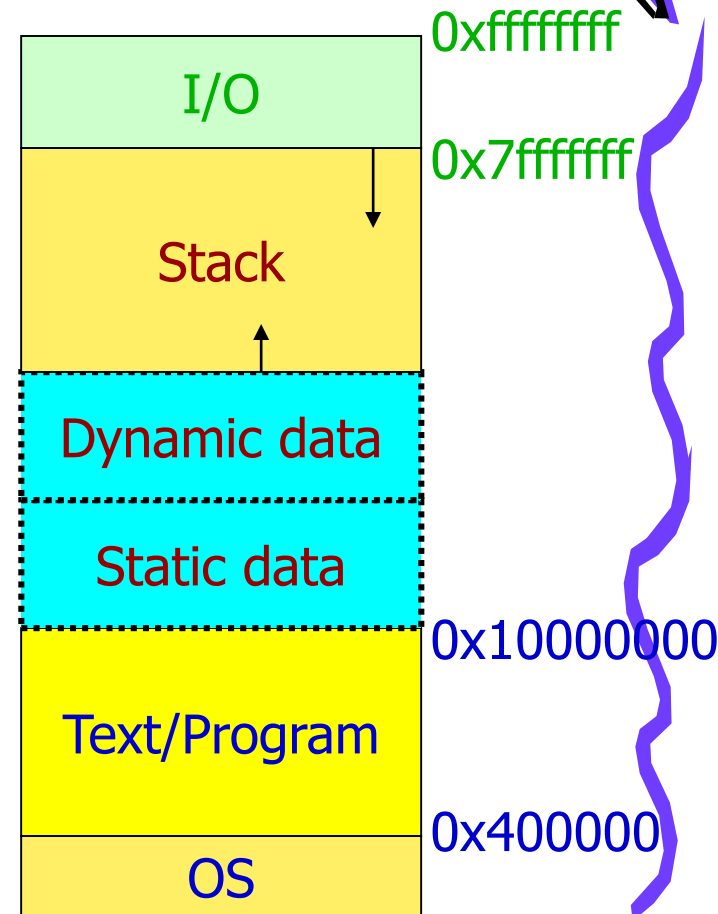 0xffffffff
I/O
0x7fffffff
Stack
Dynamic data
Static data
0x10000000
Text/Program
0x400000
OS